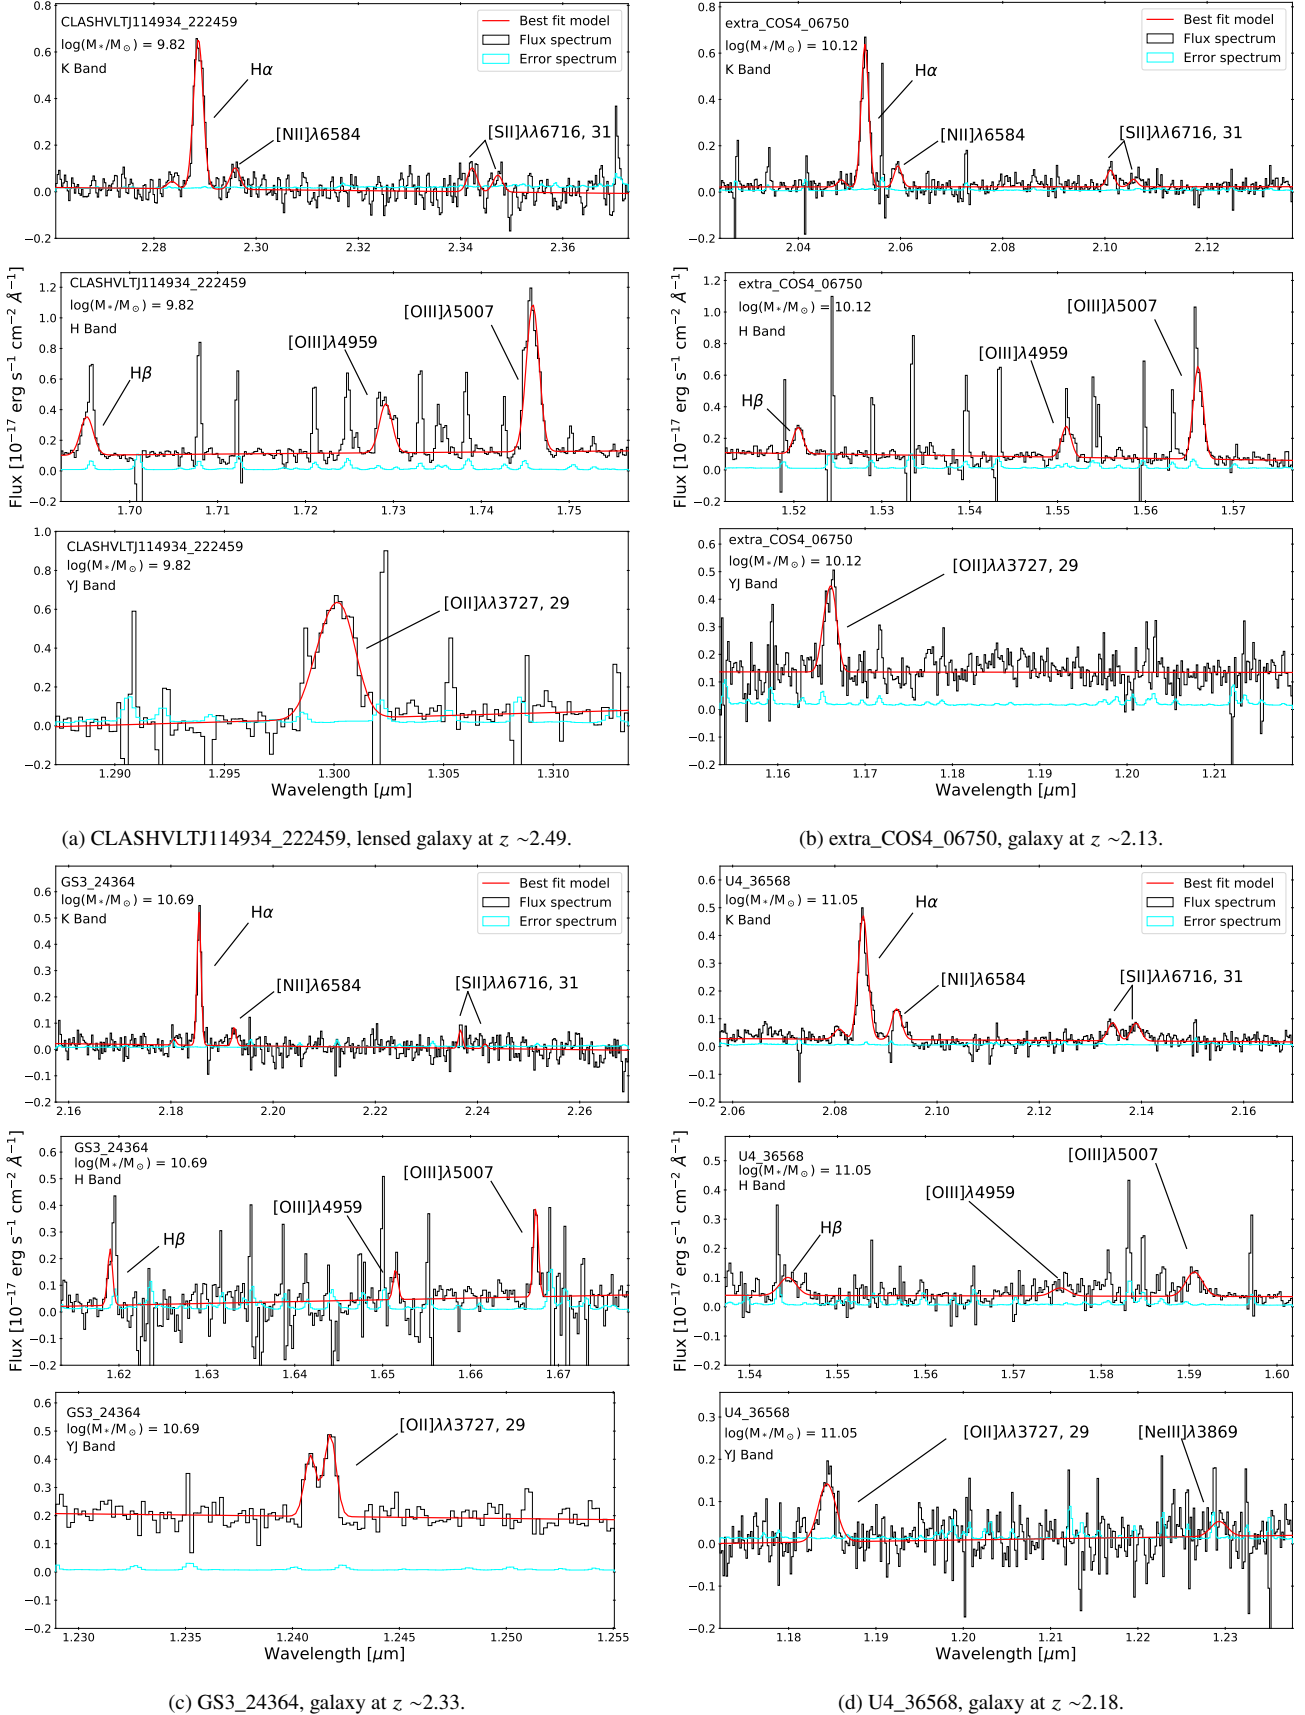 CLASHVLTJ114934_222459
log(M*/M⊙) = 9.82
K Band
Best fit model
Flux spectrum
Error spectrum
Hα
[NII]λ6584
[SII]λλ6716, 31
0.8
0.6
0.4
0.2
0.0
−0.2
2.28 2.30 2.32 2.34 2.36
CLASHVLTJ114934_222459
log(M*/M⊙) = 9.82
H Band
Hβ
[OIII]λ4959
[OIII]λ5007
Flux [10⁻¹⁷ erg s⁻¹ cm⁻² Å⁻¹]
1.2
1.0
0.8
0.6
0.4
0.2
0.0
−0.2
1.70 1.71 1.72 1.73 1.74 1.75
CLASHVLTJ114934_222459
log(M*/M⊙) = 9.82
YJ Band
[OII]λλ3727, 29
1.0
0.8
0.6
0.4
0.2
0.0
−0.2
1.290 1.295 1.300 1.305 1.310
Wavelength [μm]
(a) CLASHVLTJ114934_222459, lensed galaxy at z ∼2.49.
extra_COS4_06750
log(M*/M⊙) = 10.12
K Band
Best fit model
Flux spectrum
Error spectrum
Hα
[NII]λ6584
[SII]λλ6716, 31
0.8
0.6
0.4
0.2
0.0
−0.2
2.04 2.06 2.08 2.10 2.12
extra_COS4_06750
log(M*/M⊙) = 10.12
H Band
Hβ
[OIII]λ4959
[OIII]λ5007
Flux [10⁻¹⁷ erg s⁻¹ cm⁻² Å⁻¹]
1.2
1.0
0.8
0.6
0.4
0.2
0.0
−0.2
1.52 1.53 1.54 1.55 1.56 1.57
extra_COS4_06750
log(M*/M⊙) = 10.12
YJ Band
[OII]λλ3727, 29
0.6
0.5
0.4
0.3
0.2
0.1
0.0
−0.1
−0.2
1.16 1.17 1.18 1.19 1.20 1.21
Wavelength [μm]
(b) extra_COS4_06750, galaxy at z ∼2.13.
GS3_24364
log(M*/M⊙) = 10.69
K Band
Best fit model
Flux spectrum
Error spectrum
Hα
[NII]λ6584
[SII]λλ6716, 31
0.6
0.5
0.4
0.3
0.2
0.1
0.0
−0.1
−0.2
2.16 2.18 2.20 2.22 2.24 2.26
GS3_24364
log(M*/M⊙) = 10.69
H Band
Hβ
[OIII]λ4959
[OIII]λ5007
Flux [10⁻¹⁷ erg s⁻¹ cm⁻² Å⁻¹]
0.6
0.5
0.4
0.3
0.2
0.1
0.0
−0.1
−0.2
1.62 1.63 1.64 1.65 1.66 1.67
GS3_24364
log(M*/M⊙) = 10.69
YJ Band
[OII]λλ3727, 29
0.6
0.5
0.4
0.3
0.2
0.1
0.0
−0.1
−0.2
1.230 1.235 1.240 1.245 1.250 1.255
Wavelength [μm]
(c) GS3_24364, galaxy at z ∼2.33.
U4_36568
log(M*/M⊙) = 11.05
K Band
Best fit model
Flux spectrum
Error spectrum
Hα
[NII]λ6584
[SII]λλ6716, 31
0.6
0.5
0.4
0.3
0.2
0.1
0.0
−0.1
−0.2
2.06 2.08 2.10 2.12 2.14 2.16
U4_36568
log(M*/M⊙) = 11.05
H Band
Hβ
[OIII]λ4959
[OIII]λ5007
Flux [10⁻¹⁷ erg s⁻¹ cm⁻² Å⁻¹]
0.5
0.4
0.3
0.2
0.1
0.0
−0.1
−0.2
1.54 1.55 1.56 1.57 1.58 1.59 1.60
U4_36568
log(M*/M⊙) = 11.05
YJ Band
[OII]λλ3727, 29
[NeIII]λ3869
0.3
0.2
0.1
0.0
−0.1
−0.2
1.18 1.19 1.20 1.21 1.22 1.23
Wavelength [μm]
(d) U4_36568, galaxy at z ∼2.18.